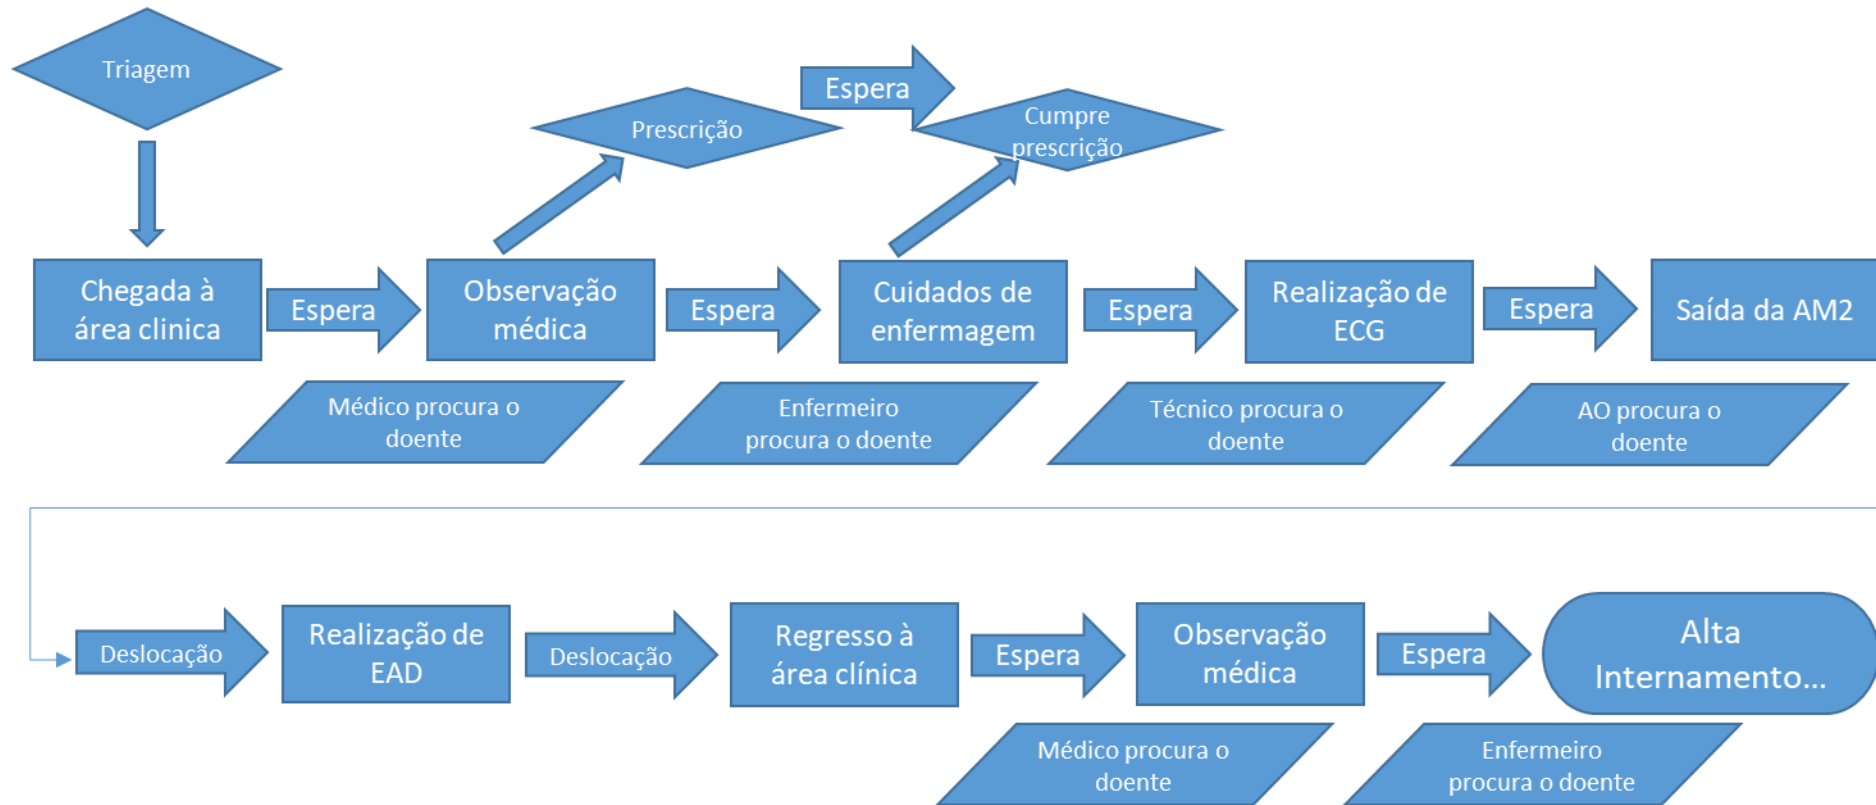 Triagem
Prescrição
Espera
Cumpre
prescrição
Chegada à
área clinica
Espera
Observação
médica
Espera
Cuidados de
enfermagem
Espera
Realização de
ECG
Espera
Saída da AM2
Médico procura o
doente
Enfermeiro
procura o doente
Técnico procura o
doente
AO procura o
doente
Deslocação
Realização de
EAD
Deslocação
Regresso à
área clínica
Espera
Observação
médica
Espera
Alta
Internamento...
Médico procura o
doente
Enfermeiro
procura o doente